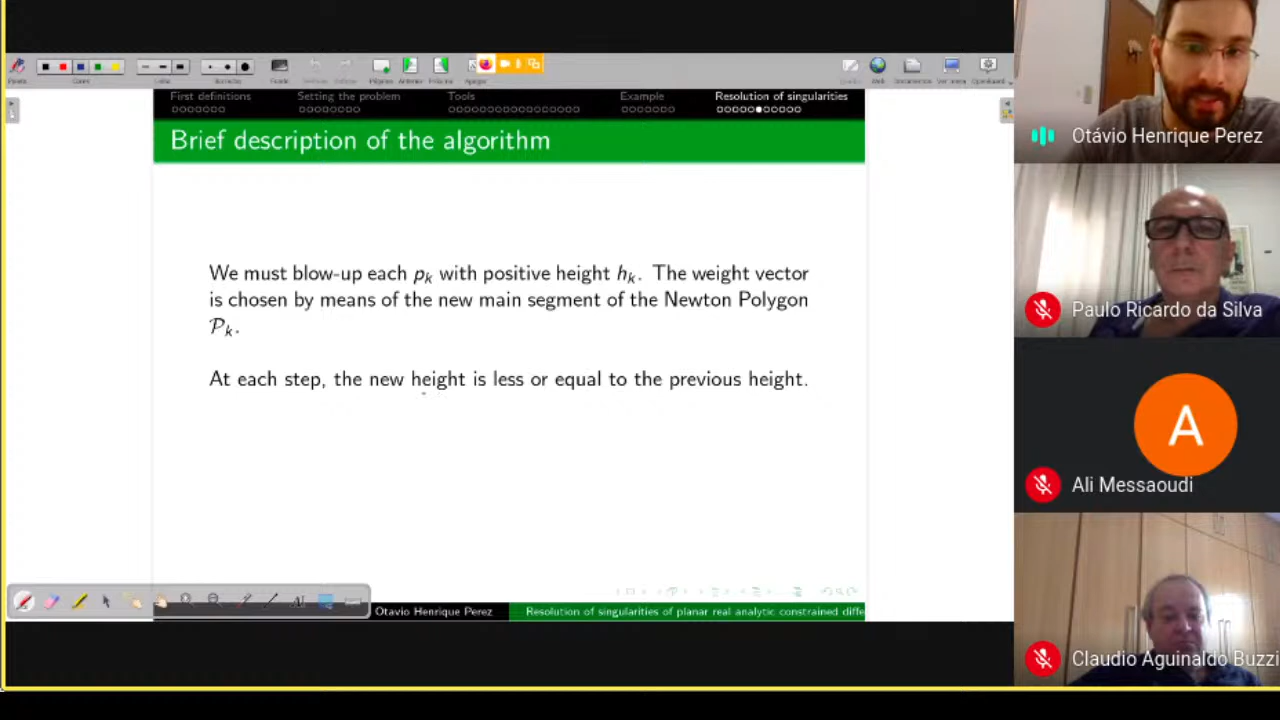 First definitions
Setting the problem
Tools
Example
Resolution of singularities
Brief description of the algorithm
We must blow-up each pk with positive height hk. The weight vector
is chosen by means of the new main segment of the Newton Polygon
𝒫k.
At each step, the new height is less or equal to the previous height.
Otavio Henrique Perez
Resolution of singularities of planar real analytic constrained diffe
Otávio Henrique Perez
Paulo Ricardo da Silva
A
Ali Messaoudi
Claudio Aguinaldo Buzzi